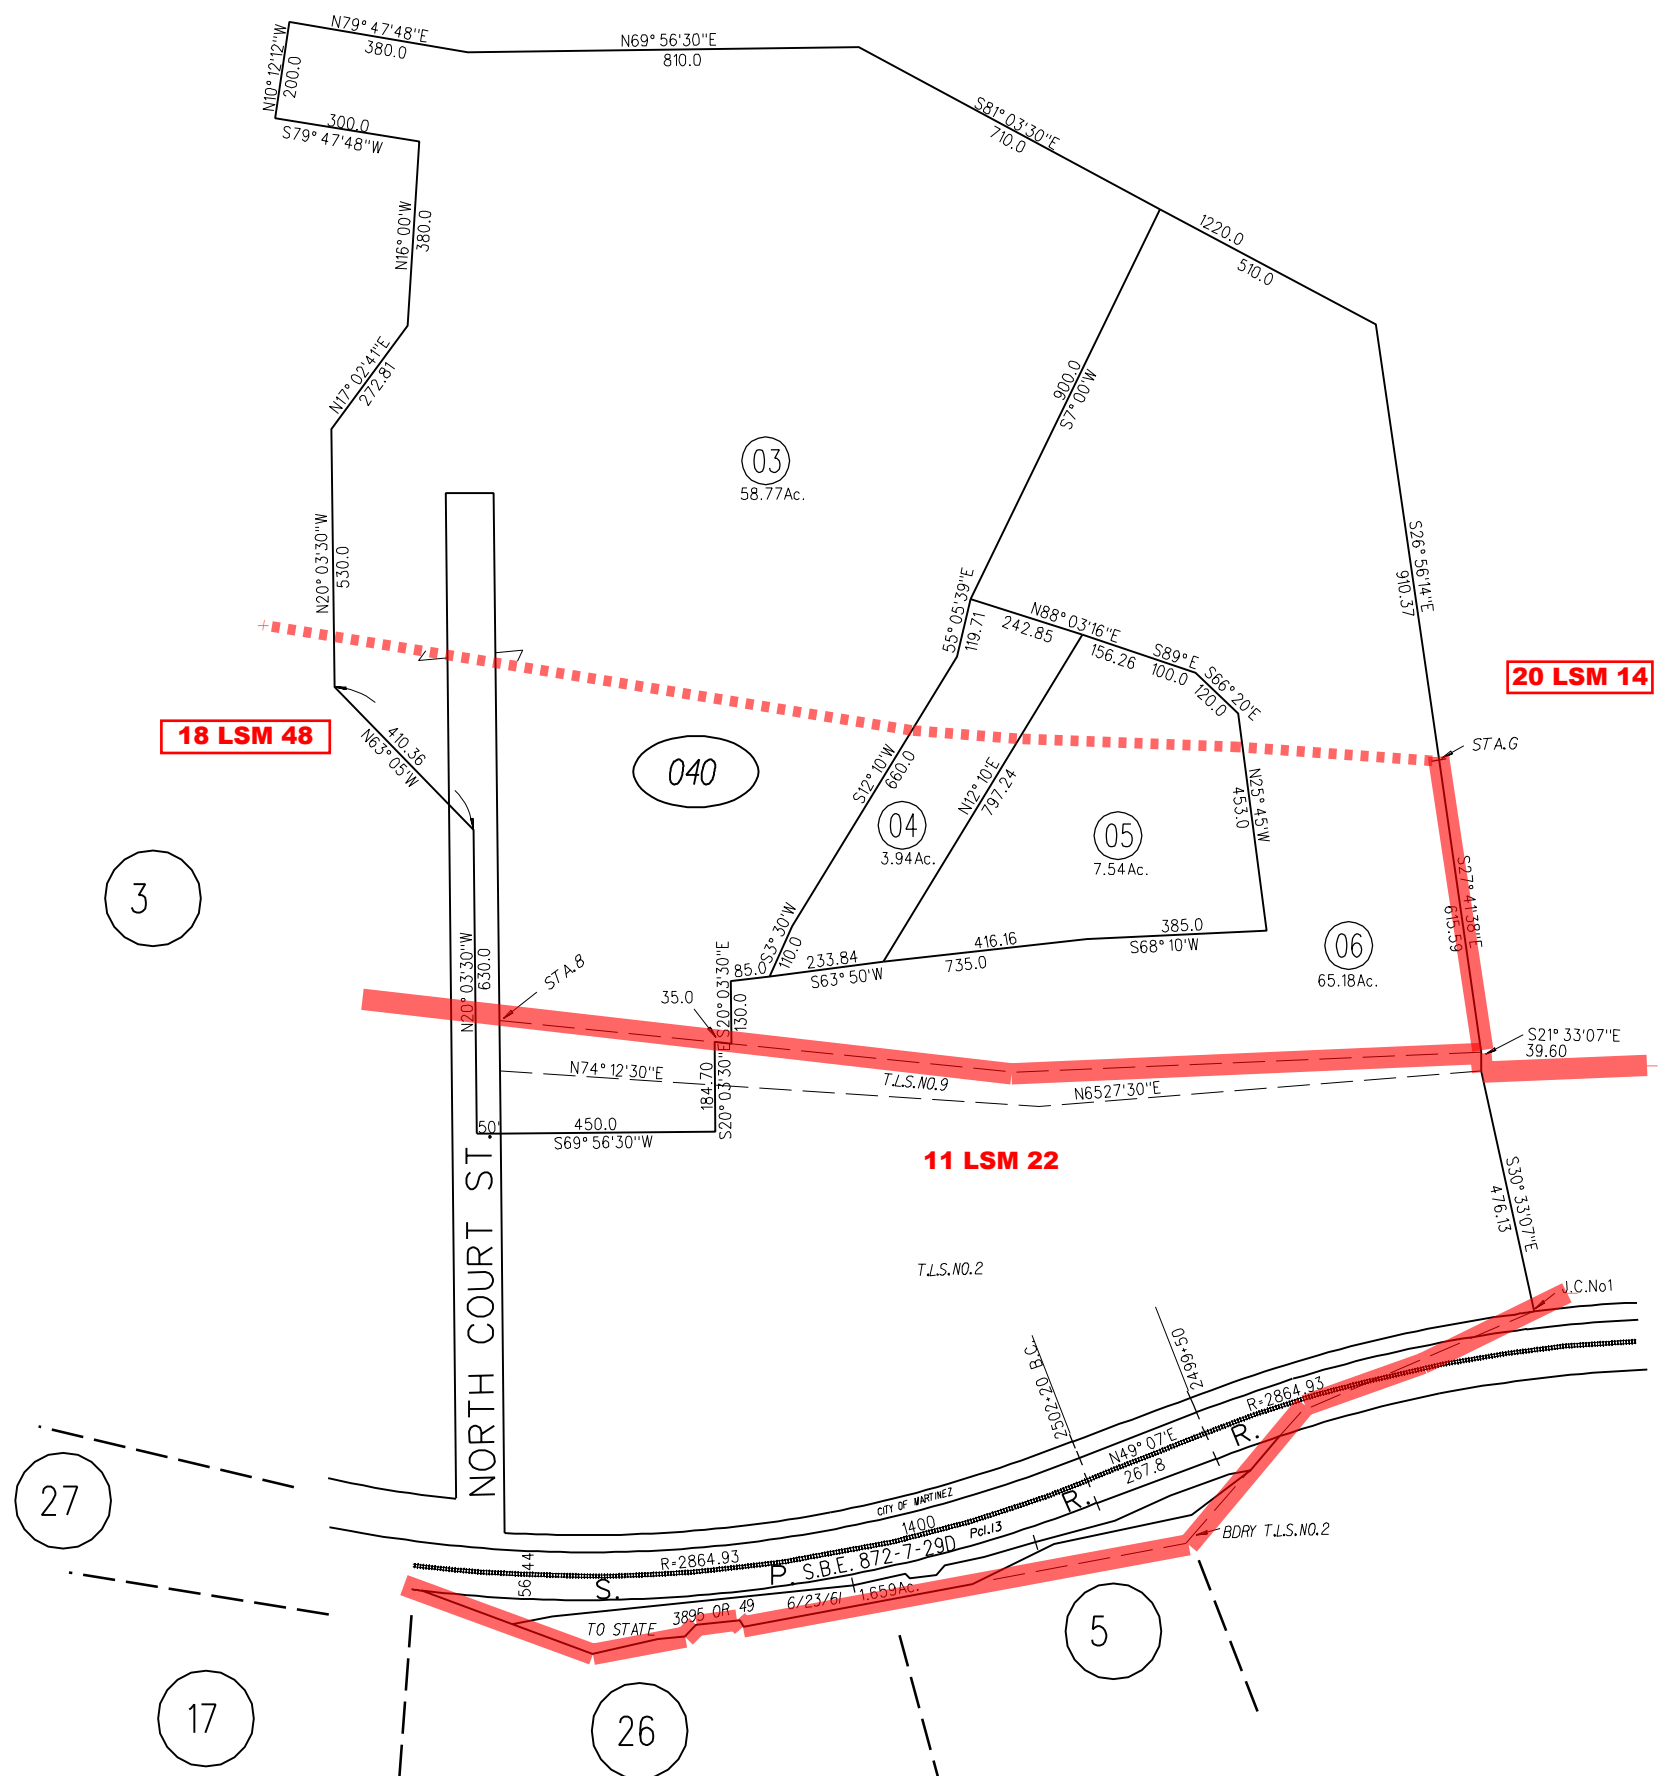 N79°47'48"E
380.0
N69°56'30"E
810.0
N10°12'12"W
200.0
300.0
S79°47'48"W
S81°03'30"E
710.0
1220.0
510.0
N16°00'W
380.0
N17°02'41"E
272.81
900.0
S7°00'W
03
58.77Ac.
N20°03'30"W
530.0
S26°56'14"E
910.37
55°05'39"E
119.71
N88°03'16"E
242.85
156.26
S89°E
100.0
S66°20'E
120.0
20 LSM 14
18 LSM 48
410.36
N63°05'W
STA.G
040
S12°10'W
660.0
N12°10'E
797.24
N25°45'W
453.0
04
3.94Ac.
05
7.54Ac.
3
S27°41'38"E
615.59
06
65.18Ac.
S3°30'W
110.0
385.0
S68°10'W
416.16
735.0
233.84
S63°50'W
85.0
N20°03'30"W
630.0
STA.8
35.0
S20°03'30"E
130.0
S21°33'07"E
39.60
N74°12'30"E
T.L.S.NO.9
N6527'30"E
184.70
S20°03'30"E
50'
450.0
S69°56'30"W
11 LSM 22
S30°33'07"E
476.13
T.L.S.NO.2
J.C.No1
NORTH COURT ST.
2502+20 B.C.
2499+50
R=2864.93
N49°07'E
267.8
R.
R.
CITY OF MARTINEZ
1400
Pcl.13
27
R=2864.93
P. S.B.E. 872-7-29D
BDRY T.L.S.NO.2
56.44
S.
6/23/61
1.659Ac.
TO STATE
3895 OR 49
5
17
26